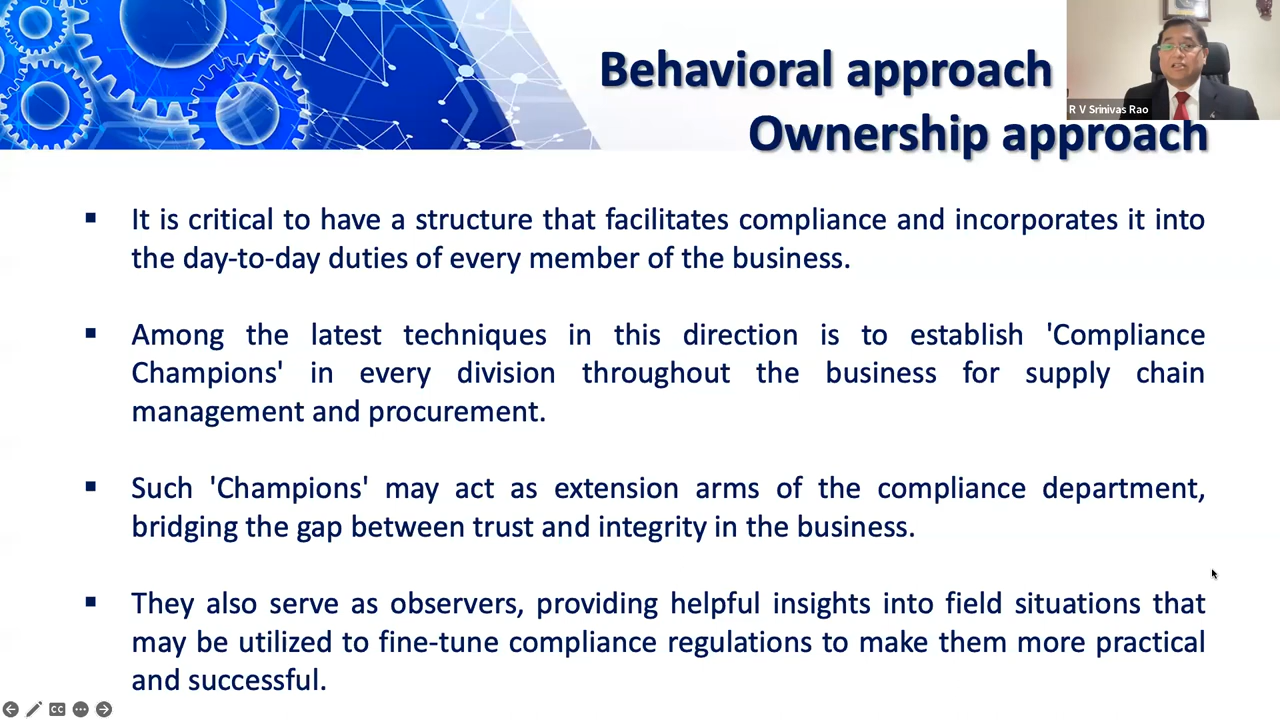 Behavioral approach
Ownership approach
R V Srinivas Rao
▪ It is critical to have a structure that facilitates compliance and incorporates it into
the day-to-day duties of every member of the business.
▪ Among the latest techniques in this direction is to establish 'Compliance
Champions' in every division throughout the business for supply chain
management and procurement.
▪ Such 'Champions' may act as extension arms of the compliance department,
bridging the gap between trust and integrity in the business.
▪ They also serve as observers, providing helpful insights into field situations that
may be utilized to fine-tune compliance regulations to make them more practical
and successful.
CC